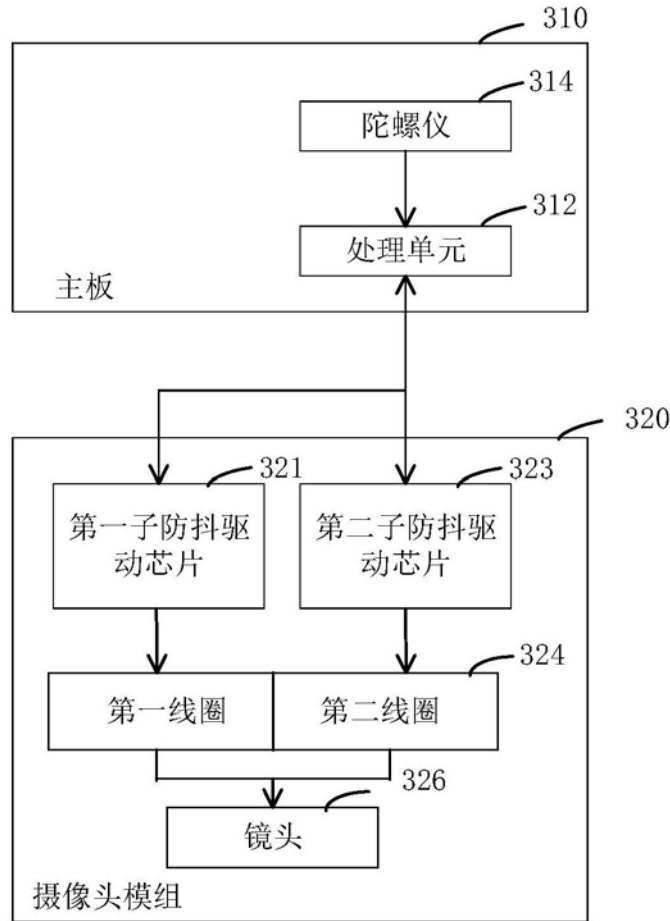 310
314
陀螺仪
312
处理单元
主板
320
321
323
第一子防抖驱
动芯片
第二子防抖驱
动芯片
324
第一线圈
第二线圈
326
镜头
摄像头模组